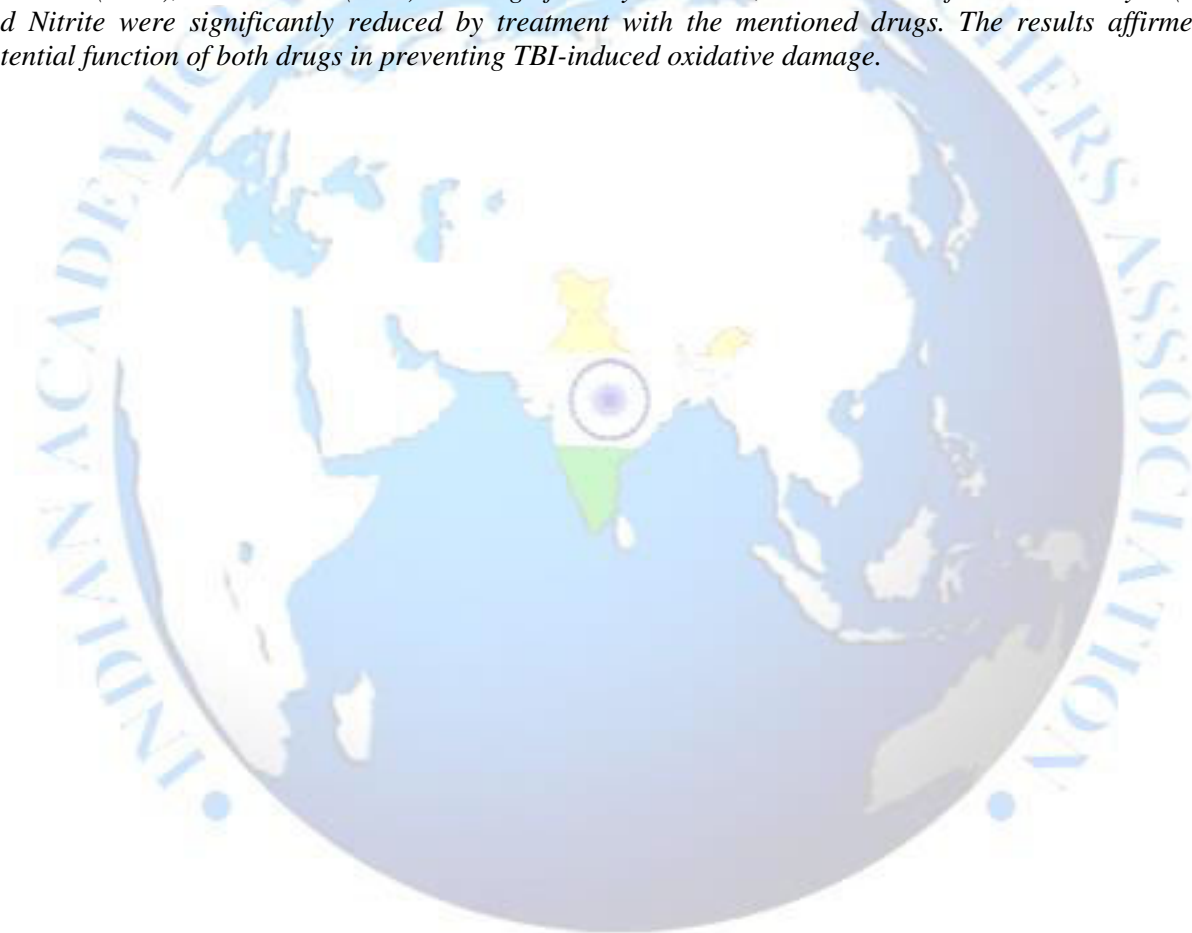 d Nitrite were significantly reduced by treatment with the mentioned drugs. The results affirme
tential function of both drugs in preventing TBI-induced oxidative damage.
INDIAN ACADEMIC
HERS ASSOCIATION